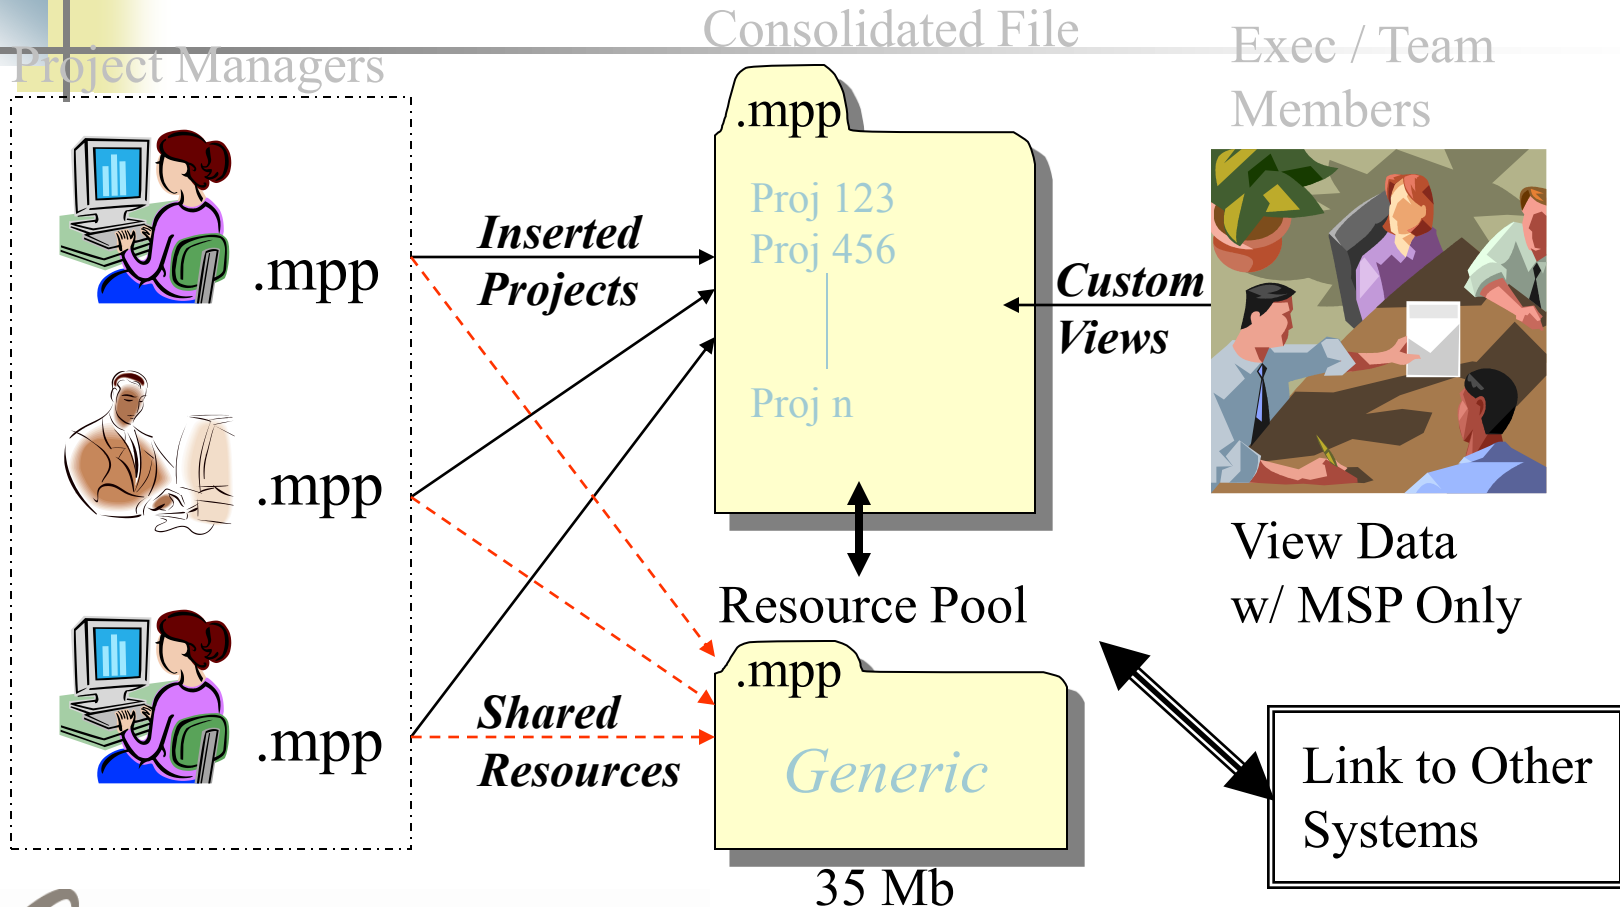 Project Managers
Consolidated File
Exec / Team
Members
.mpp
.mpp
.mpp
Inserted
Projects
Shared
Resources
.mpp
Proj 123
Proj 456
Proj n
Custom
Views
View Data
w/ MSP Only
Resource Pool
.mpp
Generic
35 Mb
Link to Other
Systems